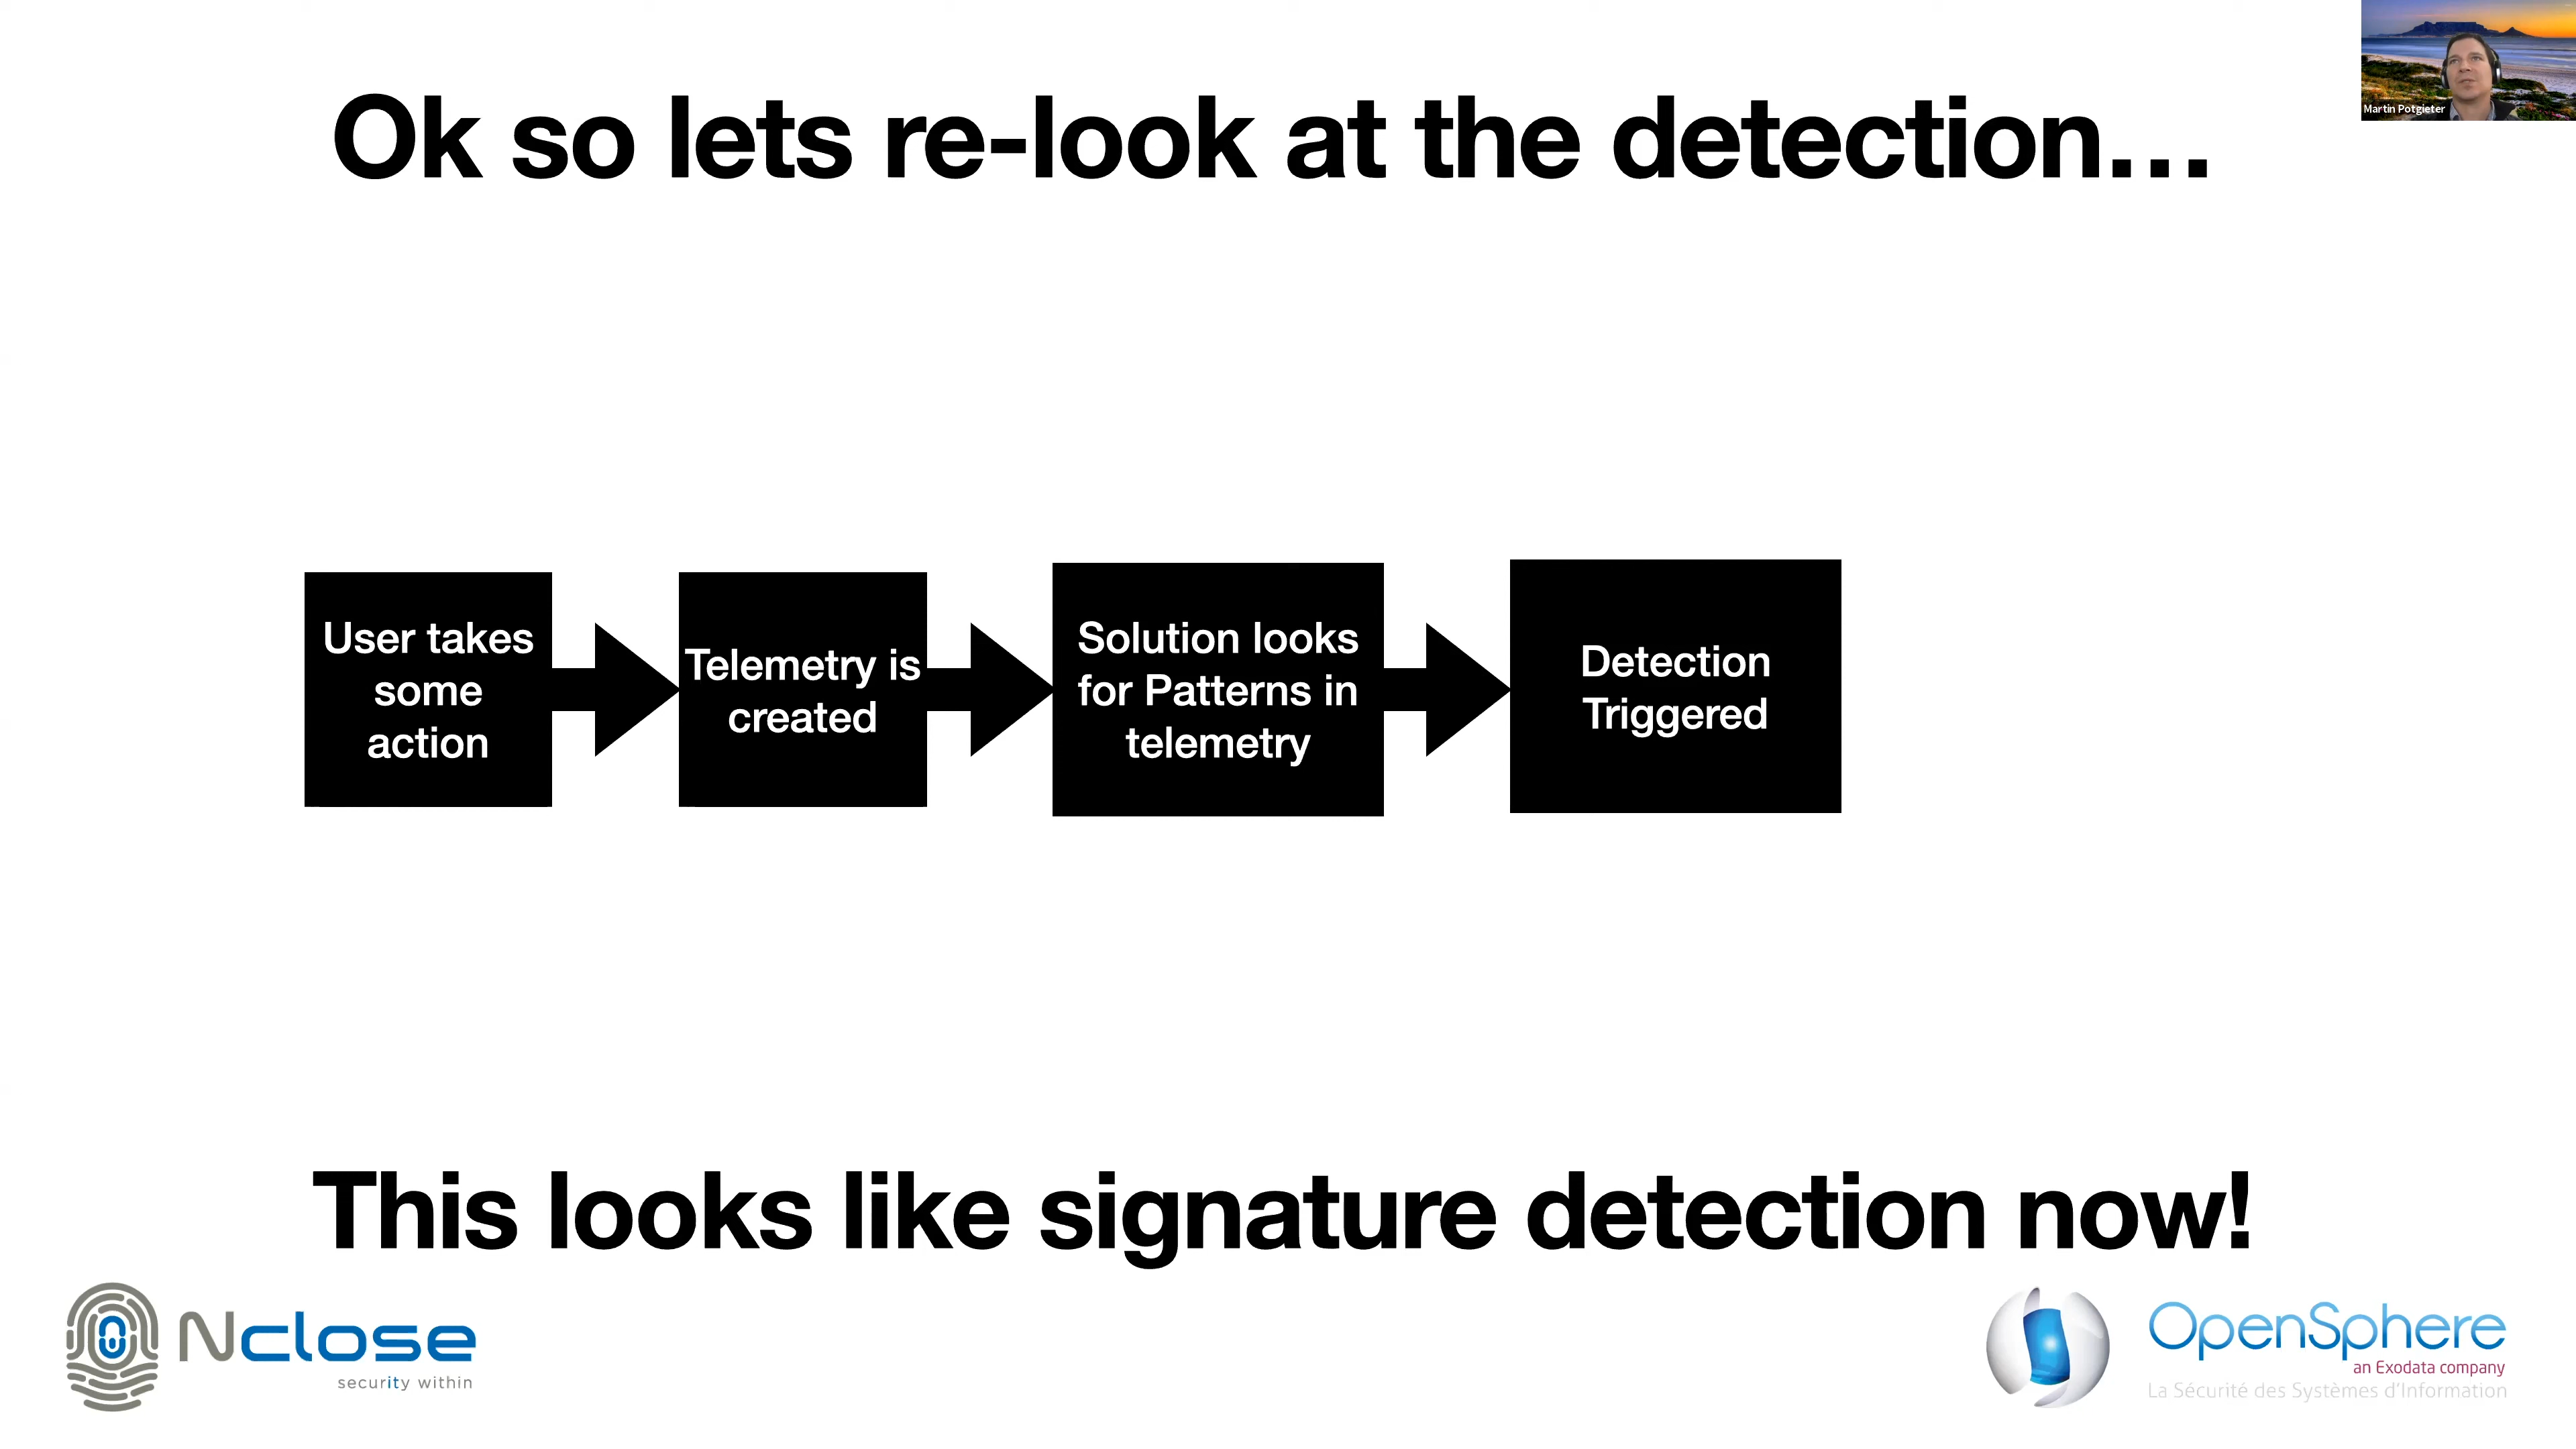 Ok so lets re-look at the detection…
Martin Potgieter
User takes
some
action
Telemetry is
created
Solution looks
for Patterns in
telemetry
Detection
Triggered
This looks like signature detection now!
Nclose
security within
OpenSphere
an Exodata company
La Sécurité des Systèmes d'Information